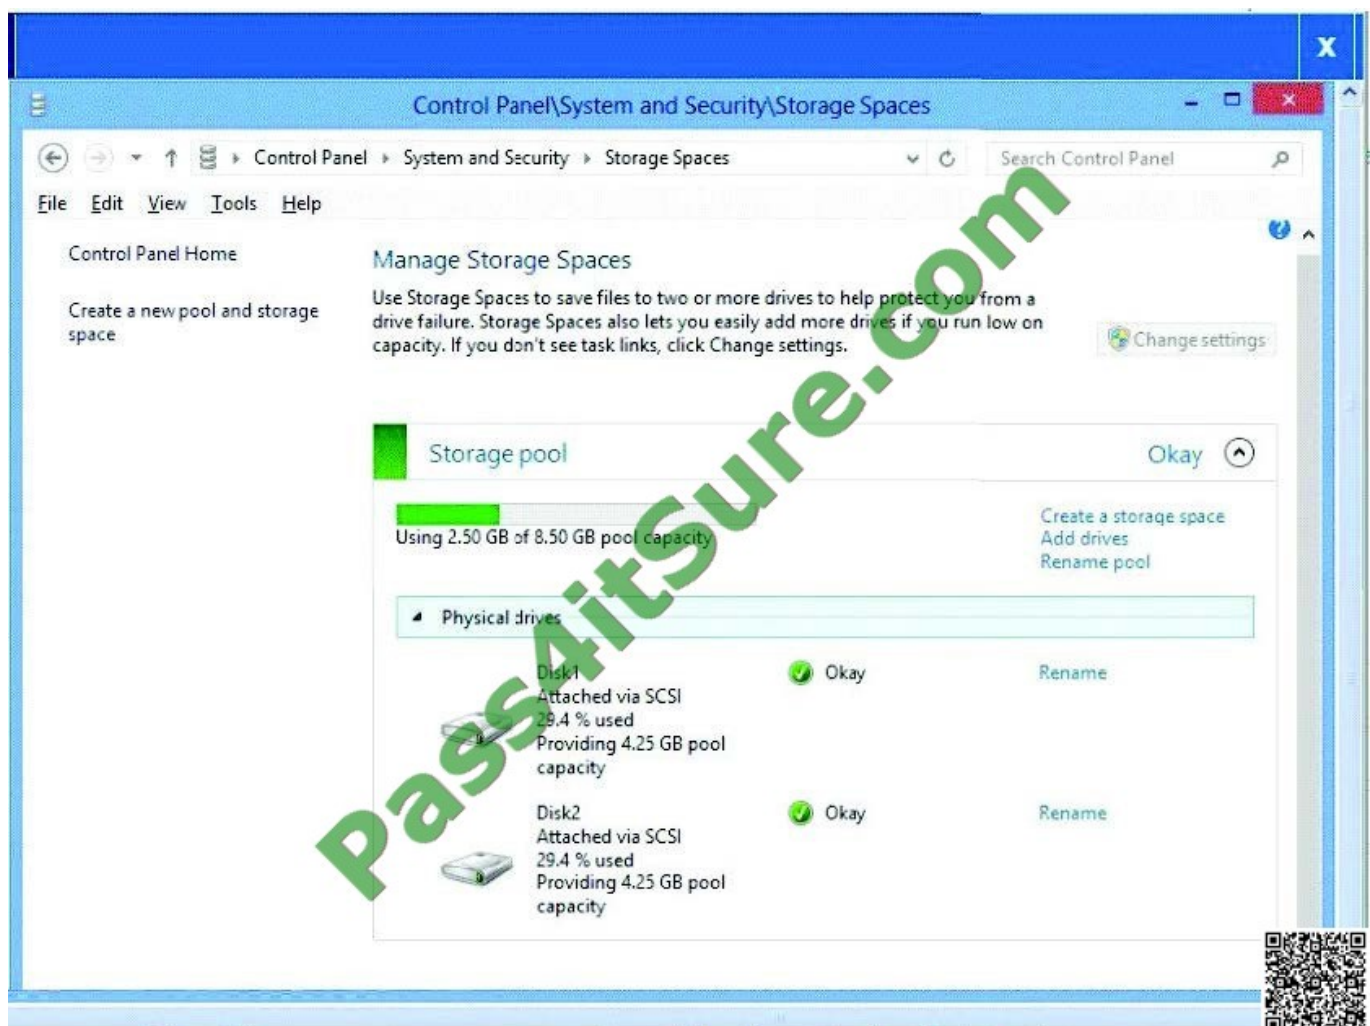 X
Control Panel\System and Security\Storage Spaces
Control Panel
System and Security
Storage Spaces
Search Control Panel
File Edit View Tools Help
Control Panel Home
Create a new pool and storage
space
Manage Storage Spaces
Use Storage Spaces to save files to two or more drives to help protect you from a
drive failure. Storage Spaces also lets you easily add more drives if you run low on
capacity. If you don't see task links, click Change settings.
Change settings
Storage pool
Okay
Using 2.50 GB of 8.50 GB pool capacity
Create a storage space
Add drives
Rename pool
Physical drives
Disk1
Attached via SCSI
29.4 % used
Providing 4.25 GB pool
capacity
Okay
Rename
Disk2
Attached via SCSI
29.4 % used
Providing 4.25 GB pool
capacity
Okay
Rename
Pass4itSure.com